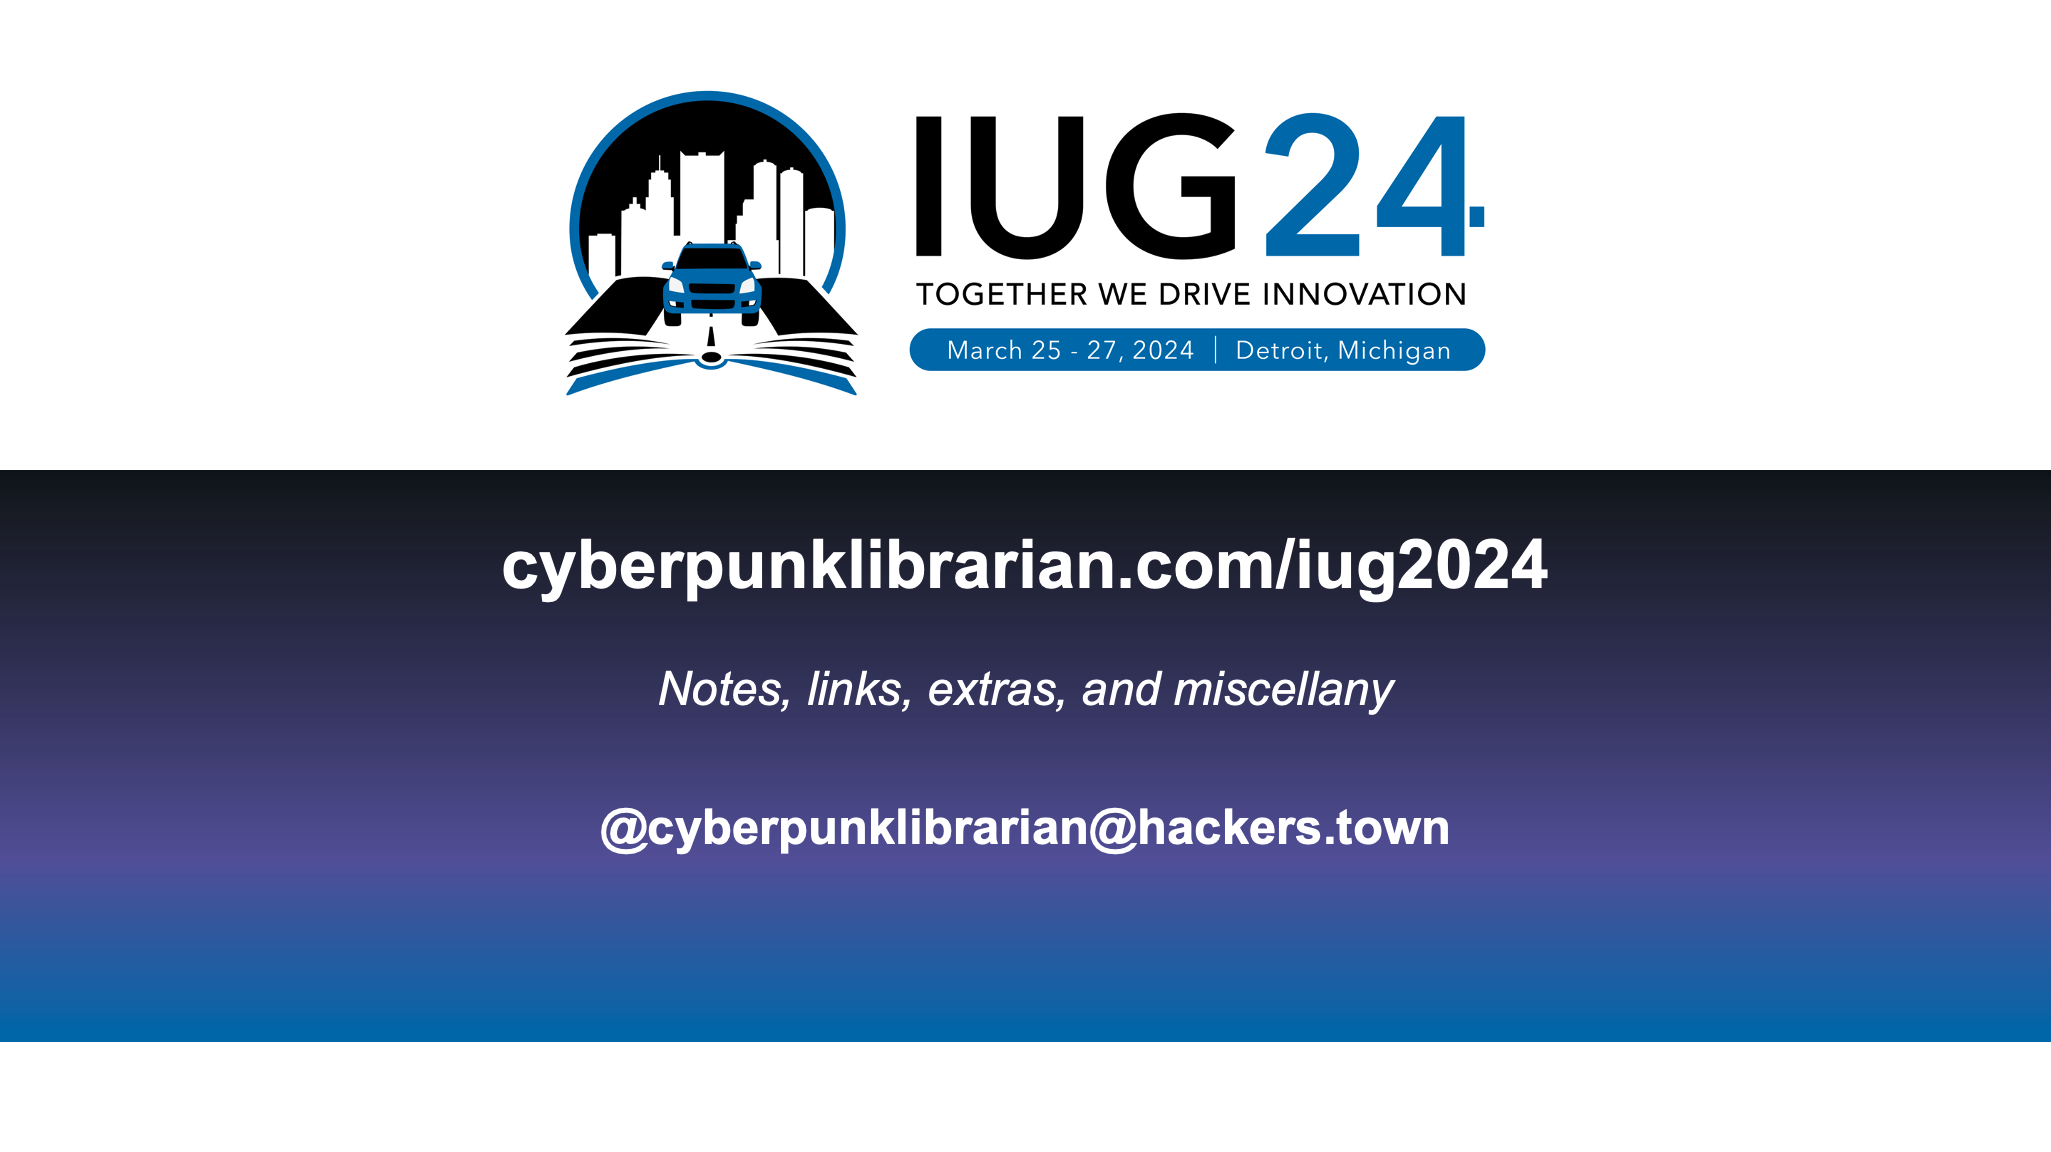 IUG24
TOGETHER WE DRIVE INNOVATION
March 25 - 27, 2024 | Detroit, Michigan
cyberpunklibrarian.com/iug2024
Notes, links, extras, and miscellany
@cyberpunklibrarian@hackers.town